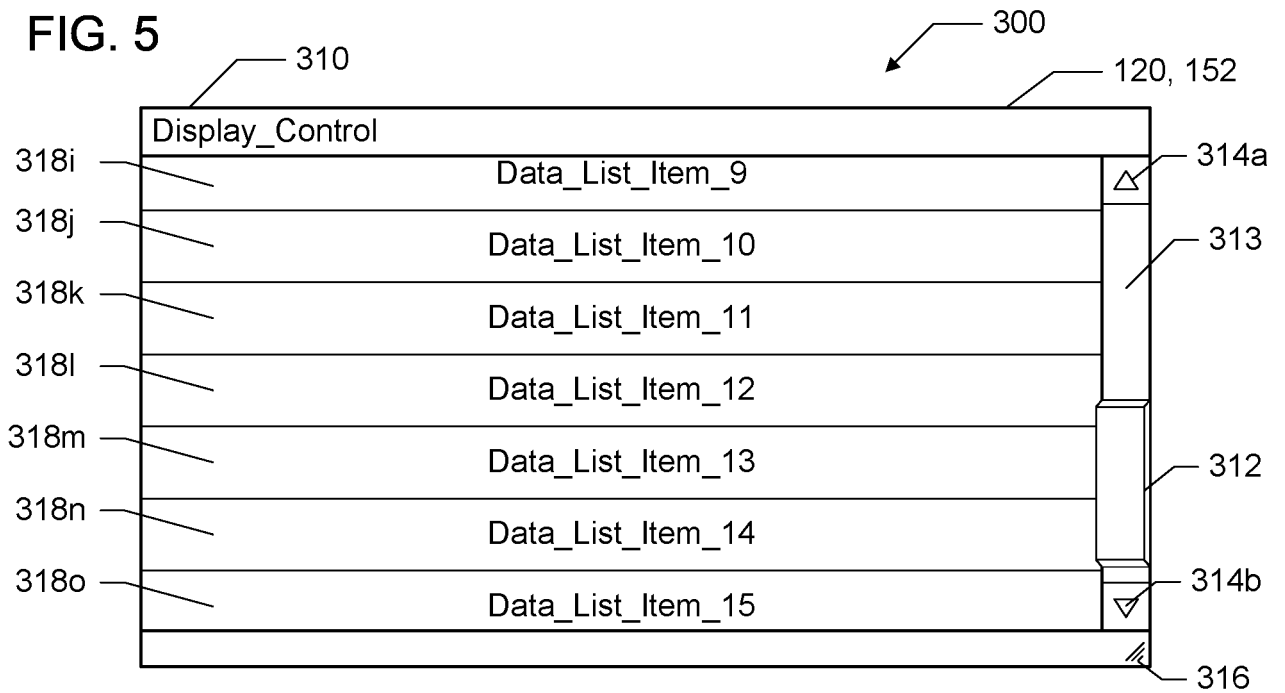 FIG. 5
300
310
120, 152
Display_Control
318i
Data_List_Item_9
314a
318j
Data_List_Item_10
313
318k
Data_List_Item_11
318l
Data_List_Item_12
318m
Data_List_Item_13
312
318n
Data_List_Item_14
318o
Data_List_Item_15
314b
316